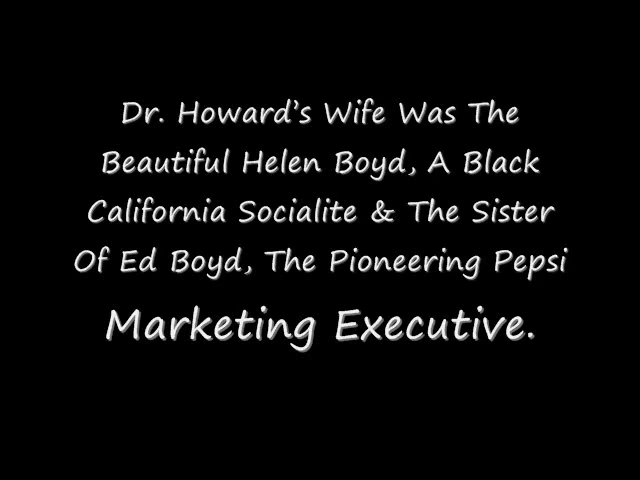 Dr. Howard's Wife Was The
Beautiful Helen Boyd, A Black
California Socialite & The Sister
Of Ed Boyd, The Pioneering Pepsi
Marketing Executive.